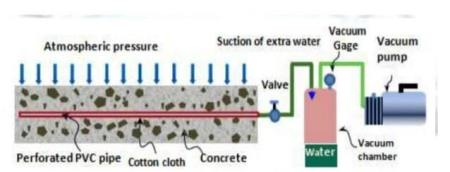 Atmospheric pressure
Suction of extra water
Vacuum
Gage
Vacuum
pump
Valve
Perforated PVC pipe
Cotton cloth
Concrete
Water
Vacuum
chamber